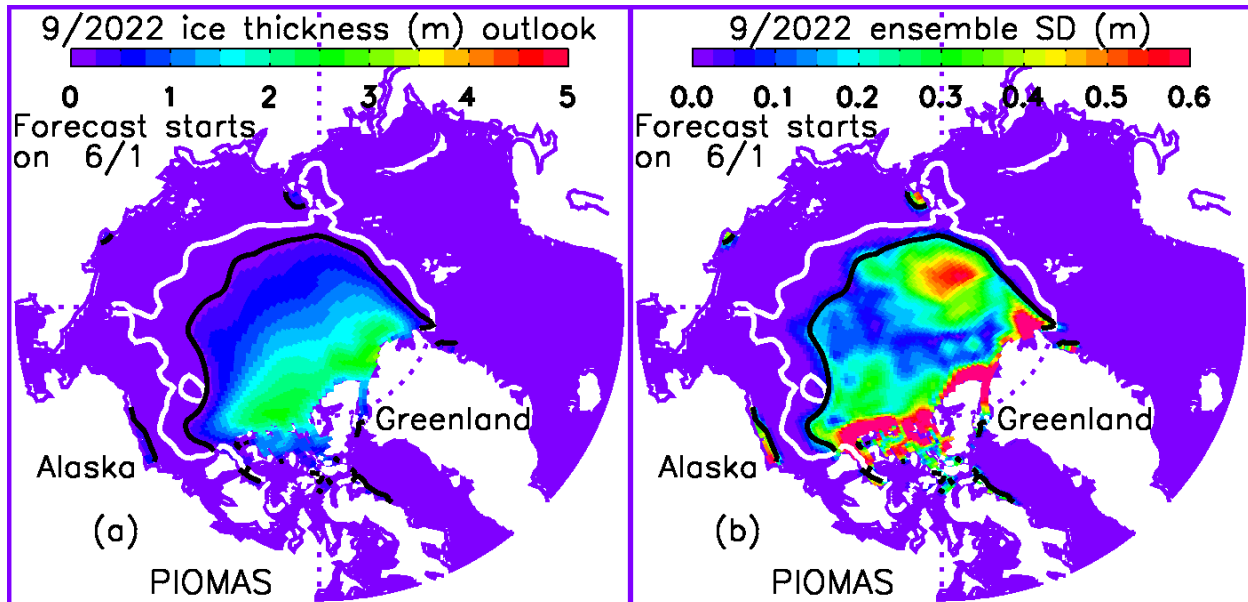 9/2022 ice thickness (m) outlook
0 1 2 3 4 5
Forecast starts
on 6/1
Greenland
Alaska
(a)
PIOMAS
9/2022 ensemble SD (m)
0.0 0.1 0.2 0.3 0.4 0.5 0.6
Forecast starts
on 6/1
Greenland
Alaska
(b)
PIOMAS